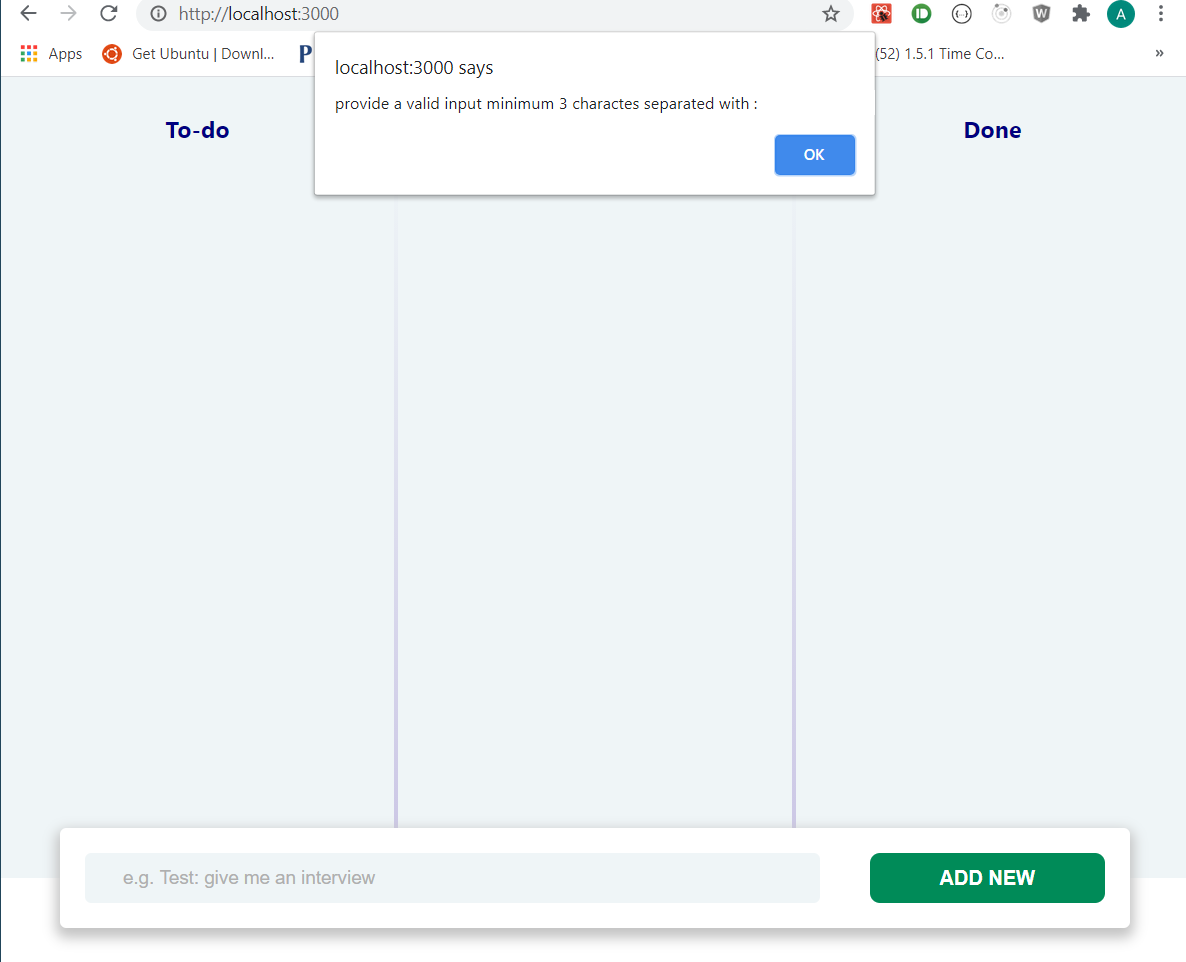 http://localhost:3000
A
Apps
Get Ubuntu | Downl...
P
(52) 1.5.1 Time Co...
»
localhost:3000 says
provide a valid input minimum 3 charactes separated with :
OK
To-do
Done
e.g. Test: give me an interview
ADD NEW